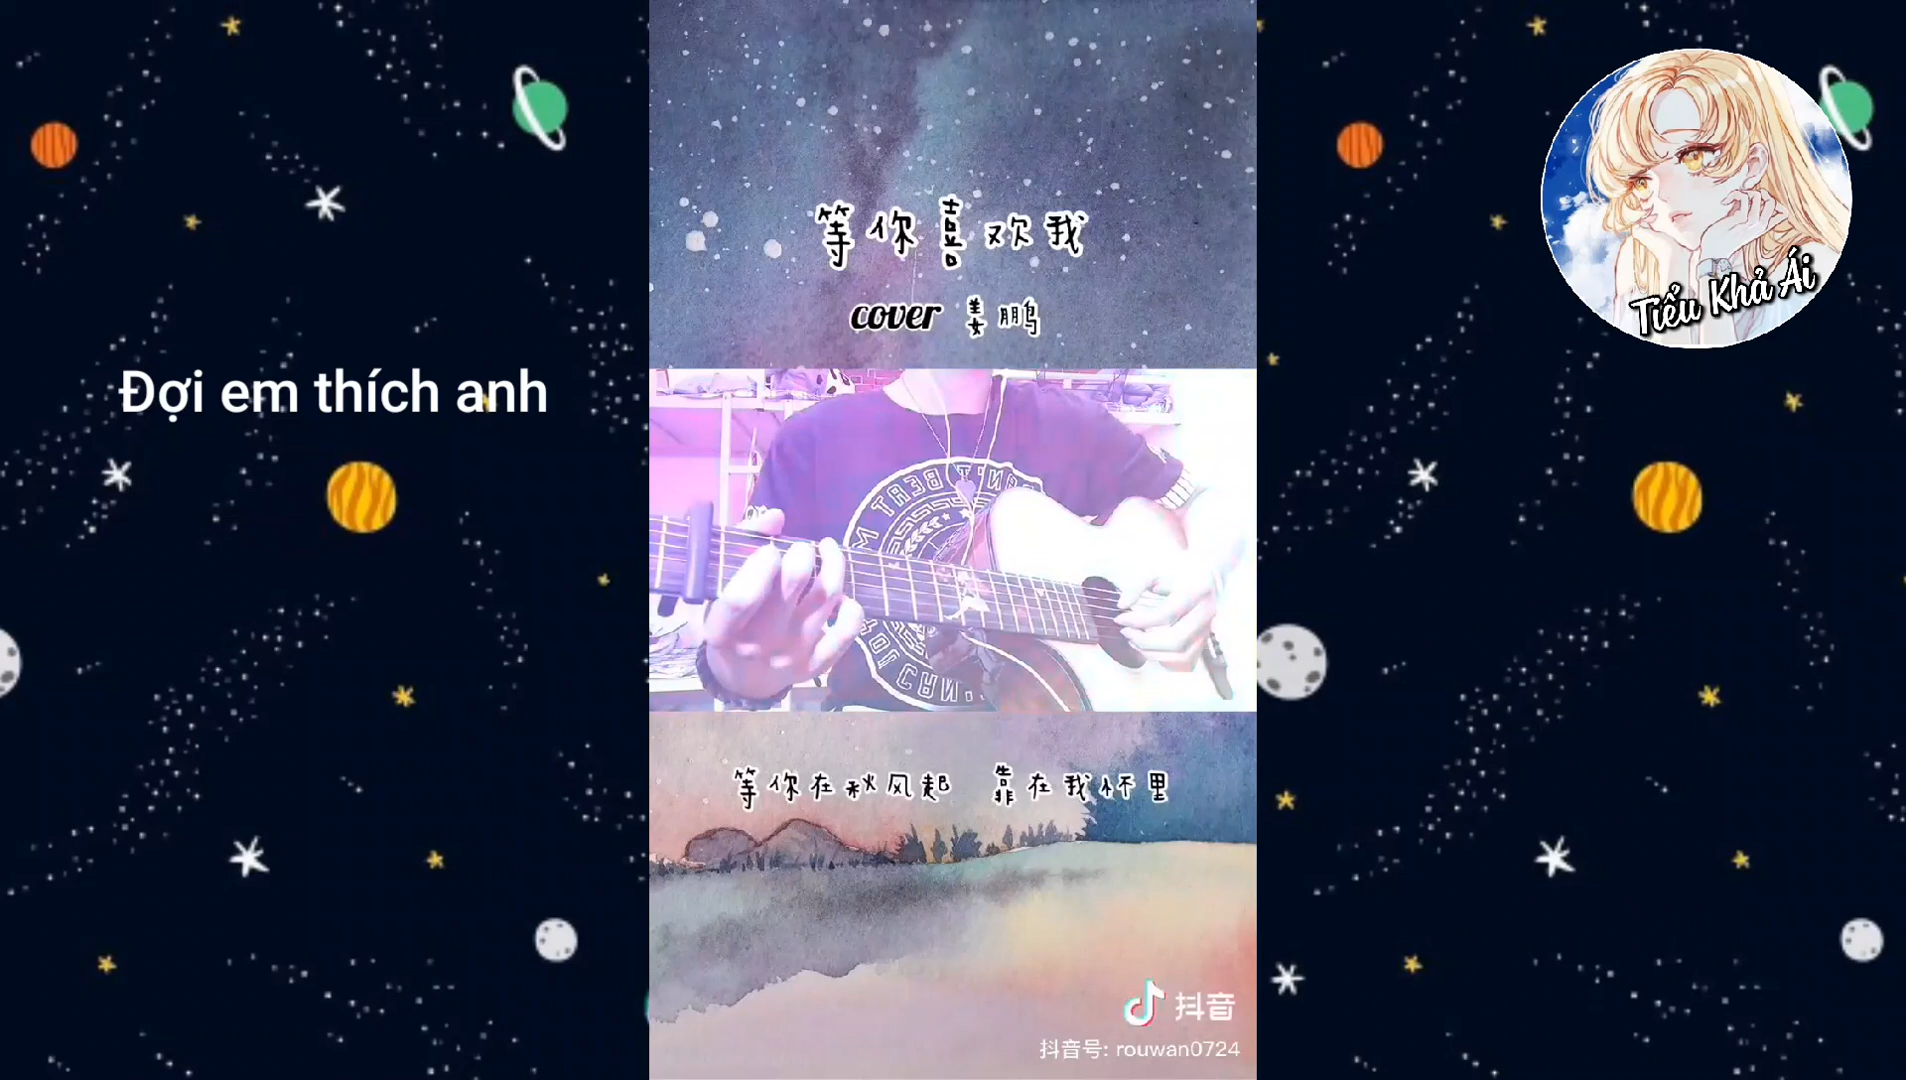 等你喜欢我
cover 姜鹏
Tiểu Khả Ái
Đợi em thích anh
等你在秋风起 靠在我怀里
抖音
抖音号: rouwan0724